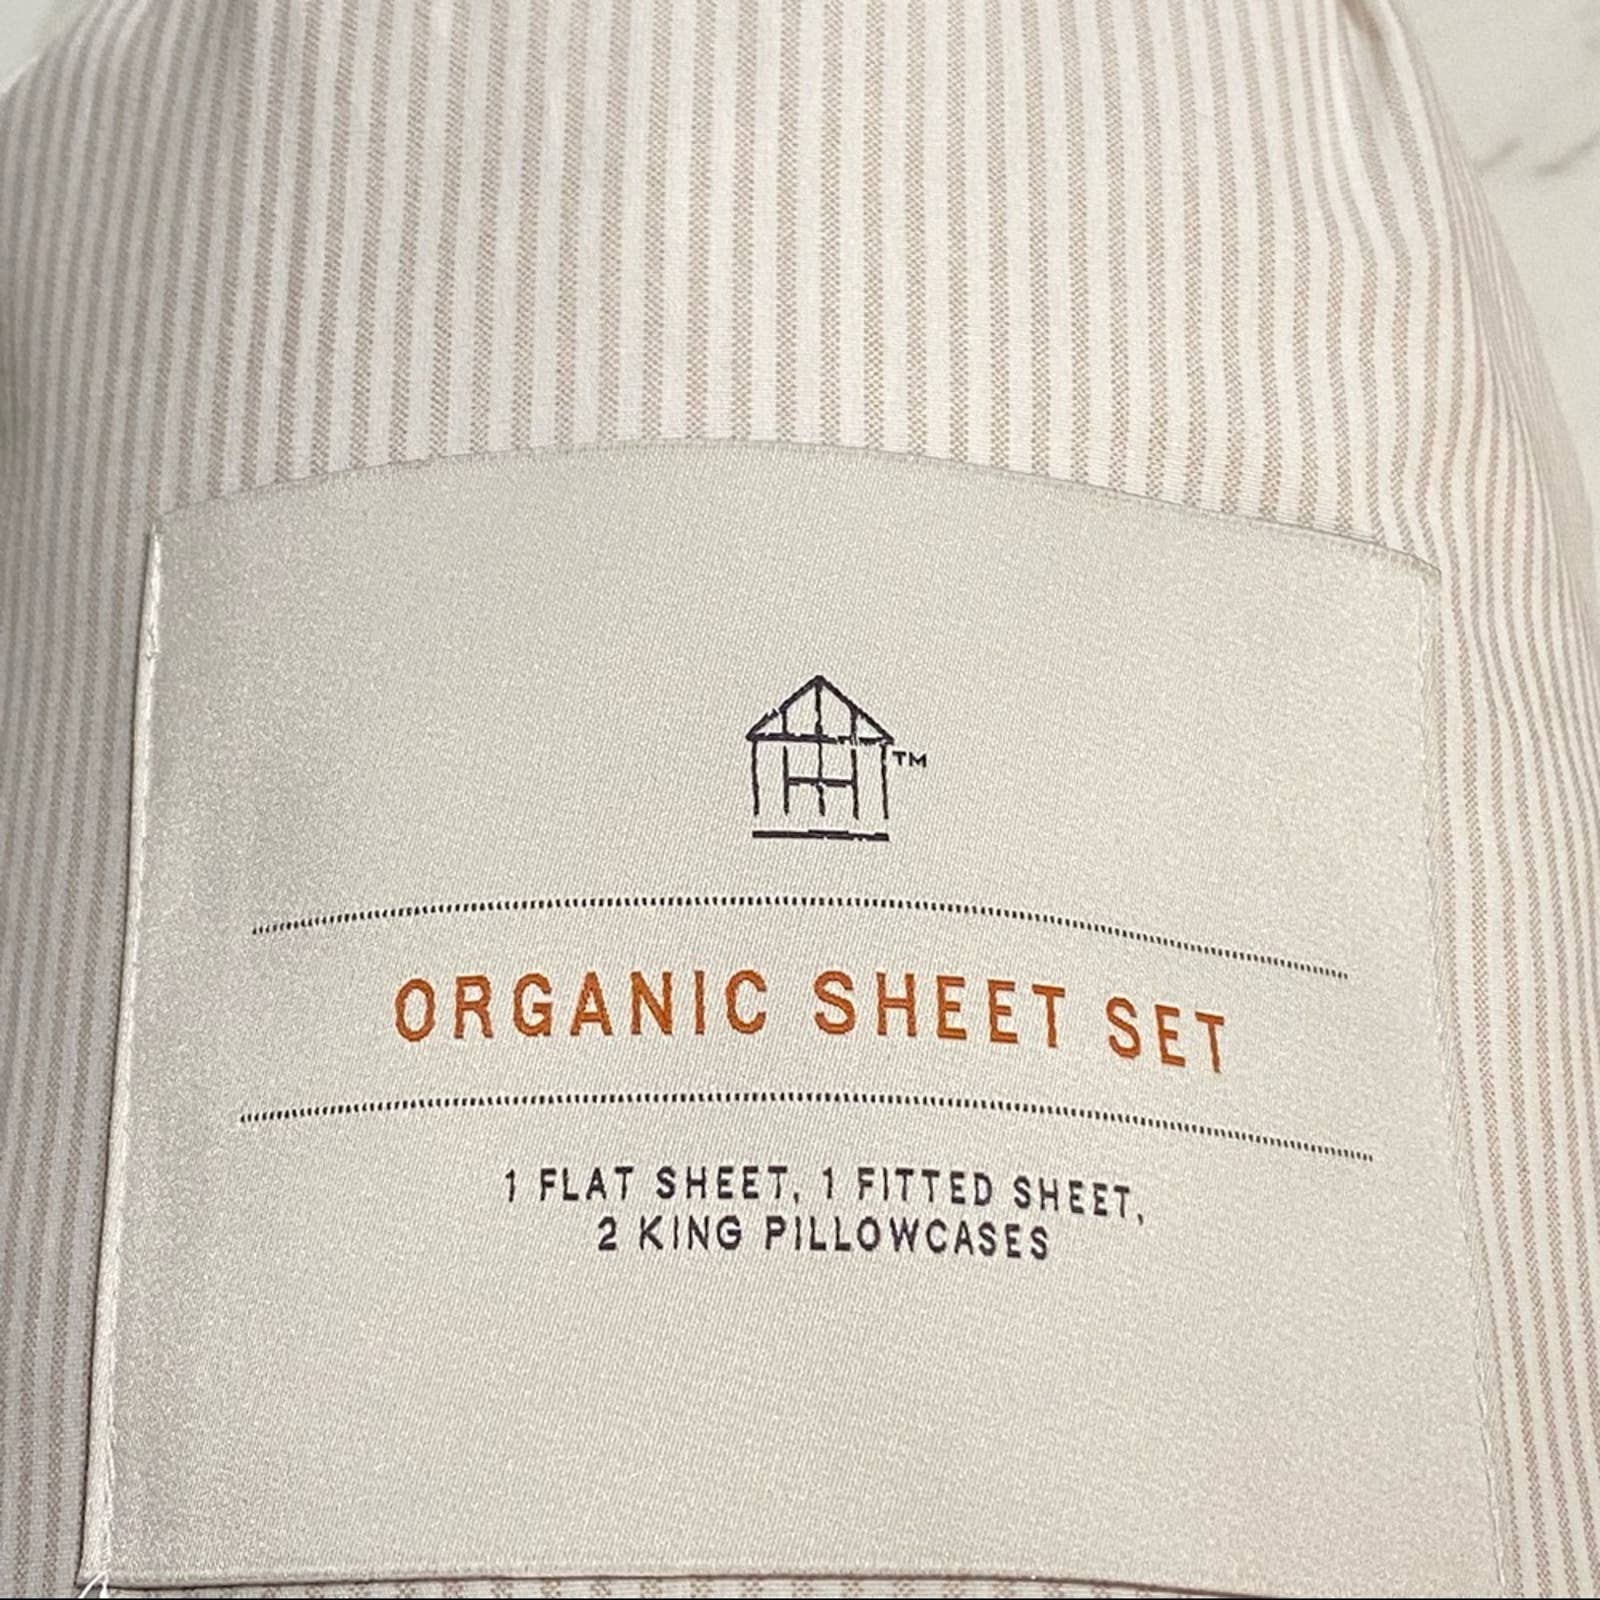 TM
ORGANIC SHEET SET
1 FLAT SHEET, 1 FITTED SHEET,
2 KING PILLOWCASES